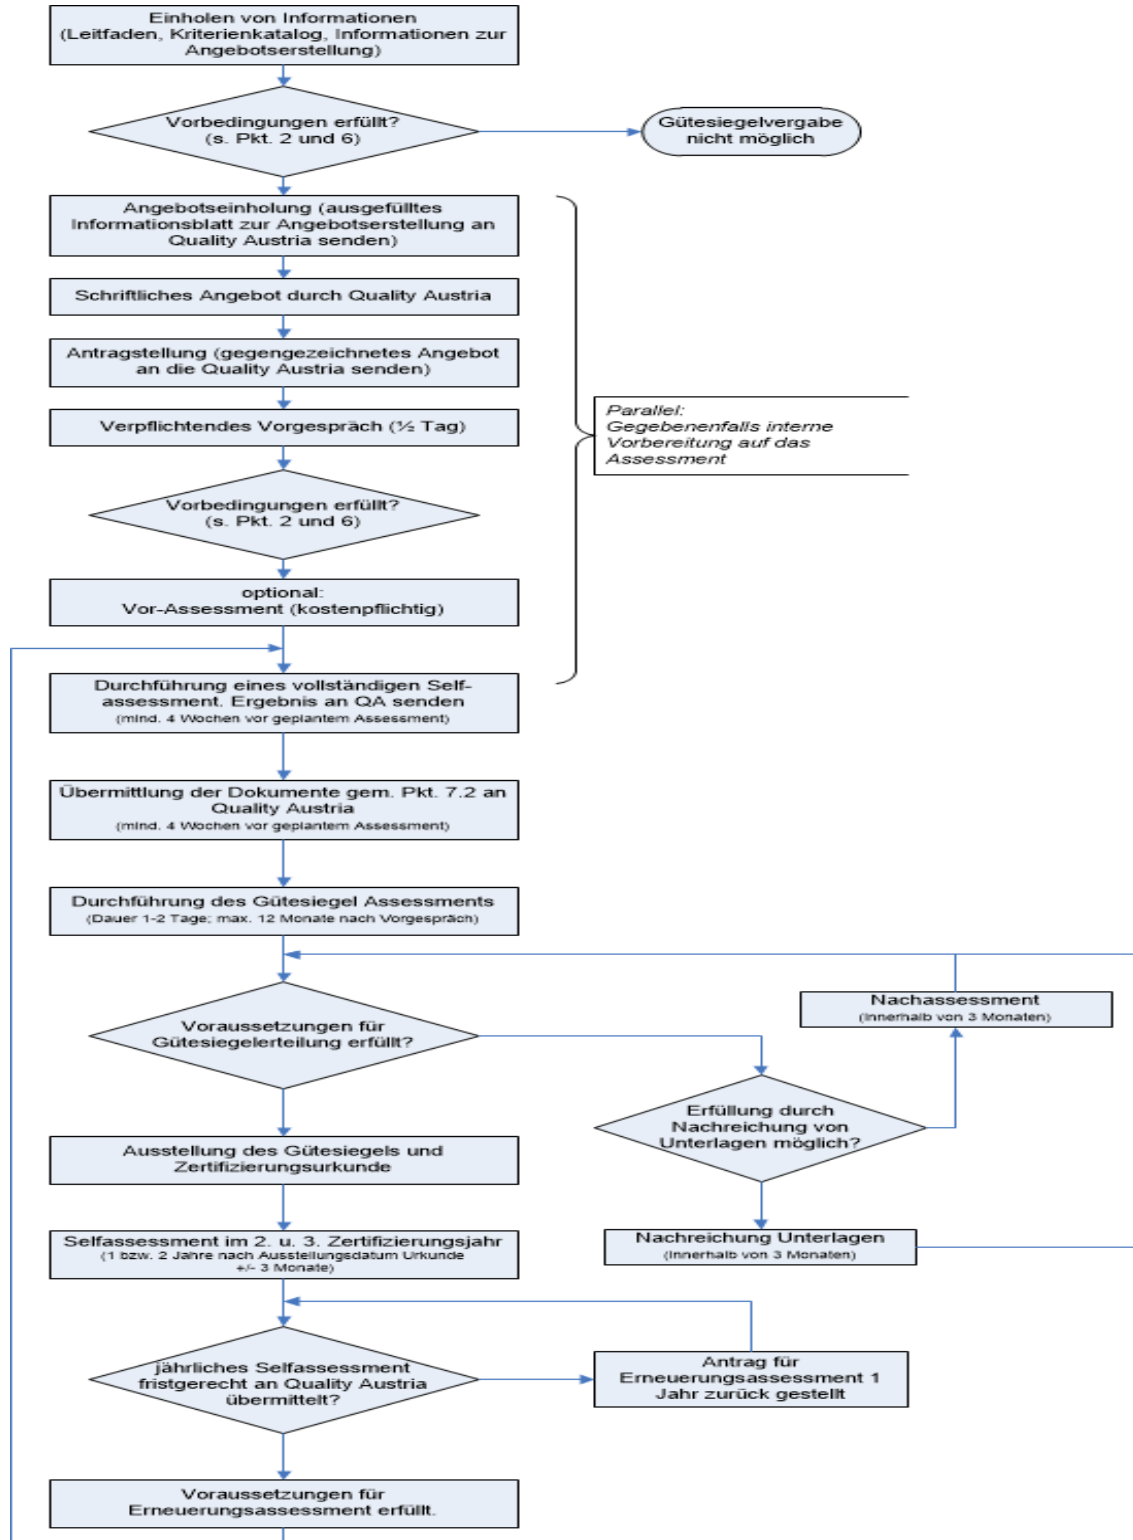 Einholen von Informationen
(Leitfaden, Kriterienkatalog, Informationen zur
Angebotserstellung)
Vorbedingungen erfüllt?
(s. Pkt. 2 und 6)
Gütesiegelvergabe
nicht möglich
Angebotseinholung (ausgefülltes
Informationsblatt zur Angebotserstellung an
Quality Austria senden)
Schriftliches Angebot durch Quality Austria
Antragstellung (gegengezeichnetes Angebot
an die Quality Austria senden)
Verpflichtendes Vorgespräch (½ Tag)
Parallel:
Gegebenenfalls interne
Vorbereitung auf das
Assessment
Vorbedingungen erfüllt?
(s. Pkt. 2 und 6)
optional:
Vor-Assessment (kostenpflichtig)
Durchführung eines vollständigen Self-
assessment. Ergebnis an QA senden
(mind. 4 Wochen vor geplantem Assessment)
Übermittlung der Dokumente gem. Pkt. 7.2 an
Quality Austria
(mind. 4 Wochen vor geplantem Assessment)
Durchführung des Gütesiegel Assessments
(Dauer 1-2 Tage; max. 12 Monate nach Vorgespräch)
Nachassessment
(Innerhalb von 3 Monaten)
Voraussetzungen für
Gütesiegelerteilung erfüllt?
Erfüllung durch
Nachreichung von
Unterlagen möglich?
Ausstellung des Gütesiegels und
Zertifizierungsurkunde
Nachreichung Unterlagen
(Innerhalb von 3 Monaten)
Selfassessment im 2. u. 3. Zertifizierungsjahr
(1 bzw. 2 Jahre nach Ausstellungsdatum Urkunde
+/- 3 Monate)
jährliches Selfassessment
fristgerecht an Quality Austria
übermittelt?
Antrag für
Erneuerungsassessment 1
Jahr zurück gestellt
Voraussetzungen für
Erneuerungsassessment erfüllt.